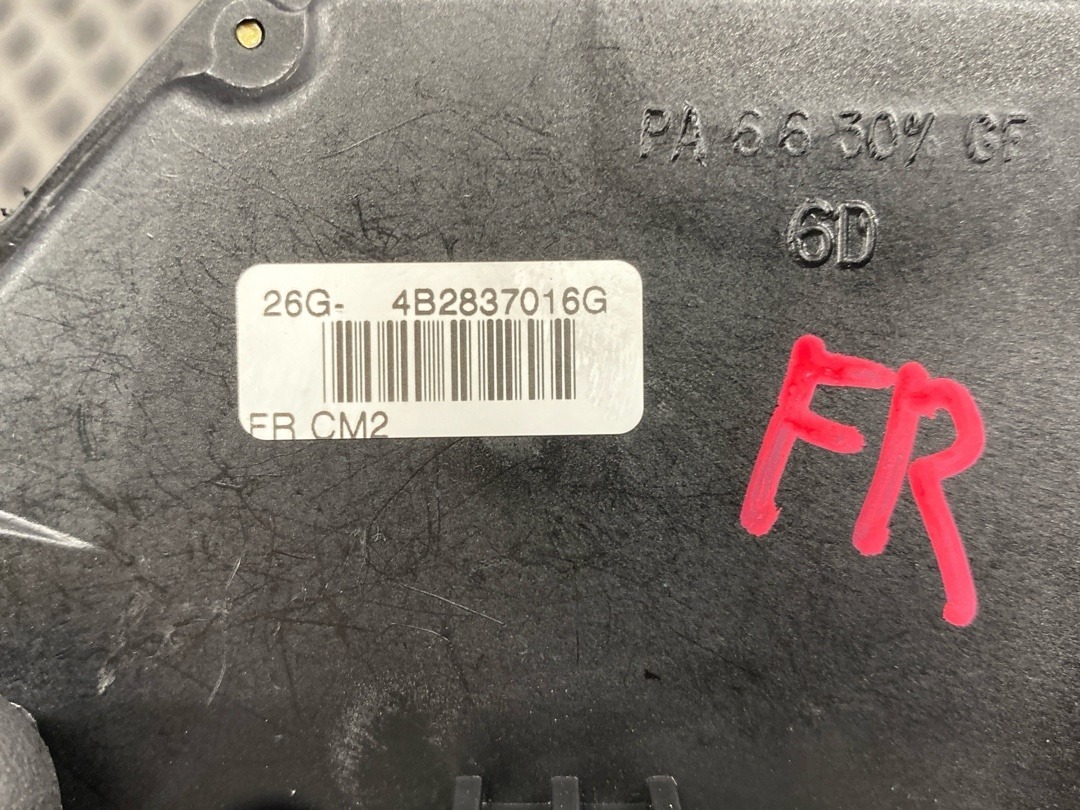 PA 66 30% GF
6D
26G- 4B2837016G
FR CM2
FR